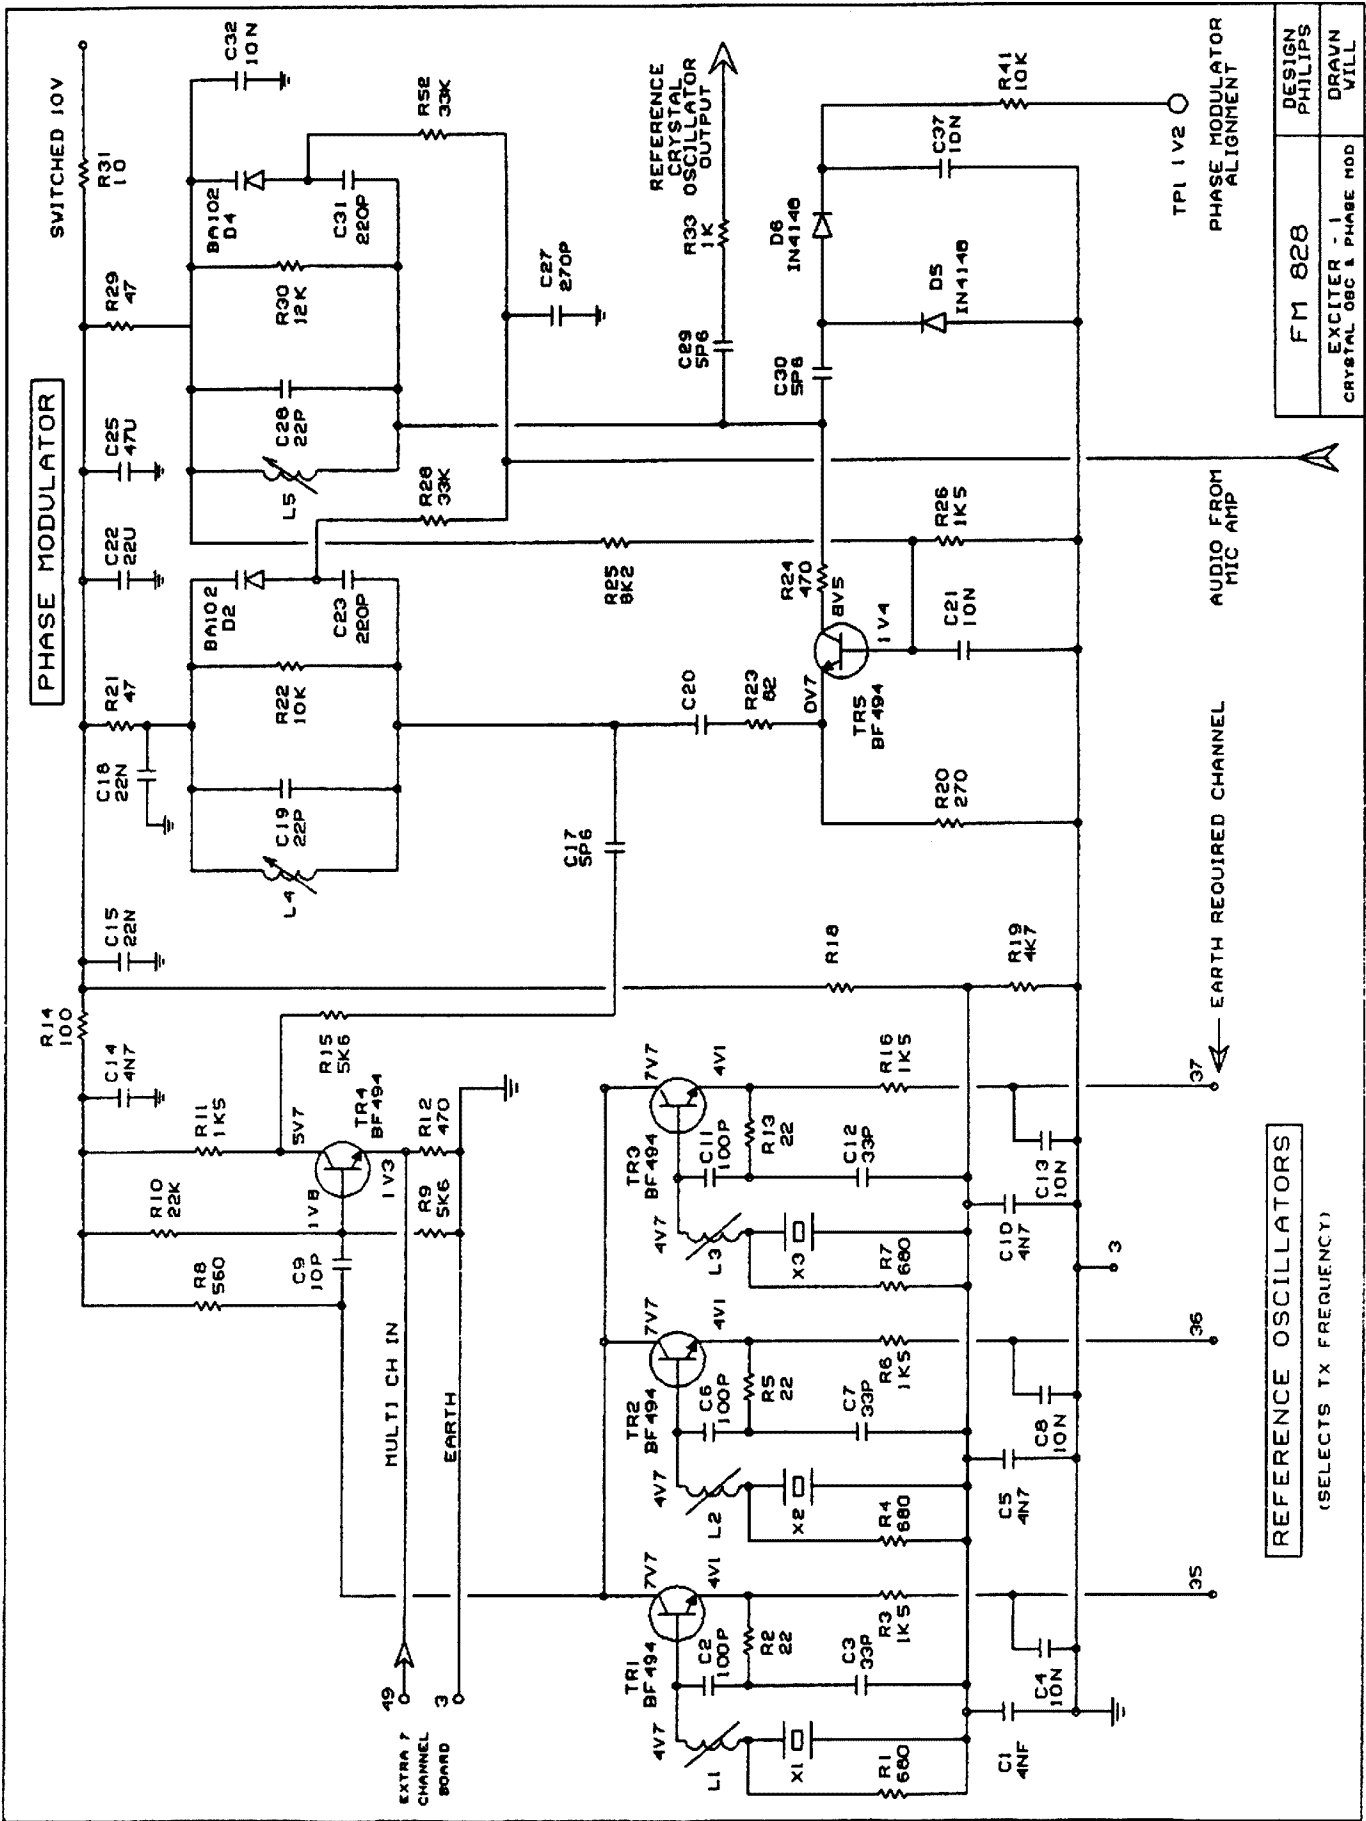 PHASE MODULATOR
SWITCHED 10V
R14
100
R31
10
C14
4N7
C15
22N
R21
47
C22
22U
C25
47U
R29
47
C32
10N
C18
22N
R8
560
R10
22K
R11
1K5
C9
10P
1V8
5V7
TR4
BF494
1V3
R9
5K6
R12
470
R15
5K6
L4
C19
22P
R22
10K
BA102
D2
C23
220P
L5
C28
22P
R30
12K
BA102
D4
C31
220P
R52
33K
R28
33K
C27
270P
MULTI CH IN
EARTH
EXTRA 7
CHANNEL
BOARD
49
3
C17
5P6
C20
R23
82
R25
8K2
R24
470
C29
5P6
R33
1K
REFERENCE
CRYSTAL
OSCILLATOR
OUTPUT
C30
5P6
D6
IN4148
D5
IN4148
C37
10N
R41
10K
TR1
BF494
4V7
7V7
4V1
L1
C2
100P
R2
22
X1
R1
680
C3
33P
R3
1K5
C1
4NF
C4
10N
TR2
BF494
4V7
7V7
4V1
L2
C6
100P
R5
22
X2
R4
680
C7
33P
R6
1K5
C5
4N7
C8
10N
TR3
BF494
4V7
7V7
4V1
L3
C11
100P
R13
22
X3
R7
680
C12
33P
R16
1K5
C10
4N7
C13
10N
3
R18
R19
4K7
0V7
8V5
1V4
TR5
BF494
R20
270
C21
10N
R26
1K5
35
36
37
EARTH REQUIRED CHANNEL
AUDIO FROM
MIC AMP
TP1 1V2
PHASE MODULATOR
ALIGNMENT
REFERENCE OSCILLATORS
(SELECTS TX FREQUENCY)
FM 828
DESIGN
PHILIPS
EXCITER - 1
CRYSTAL OSC & PHASE MOD
DRAWN
WILL